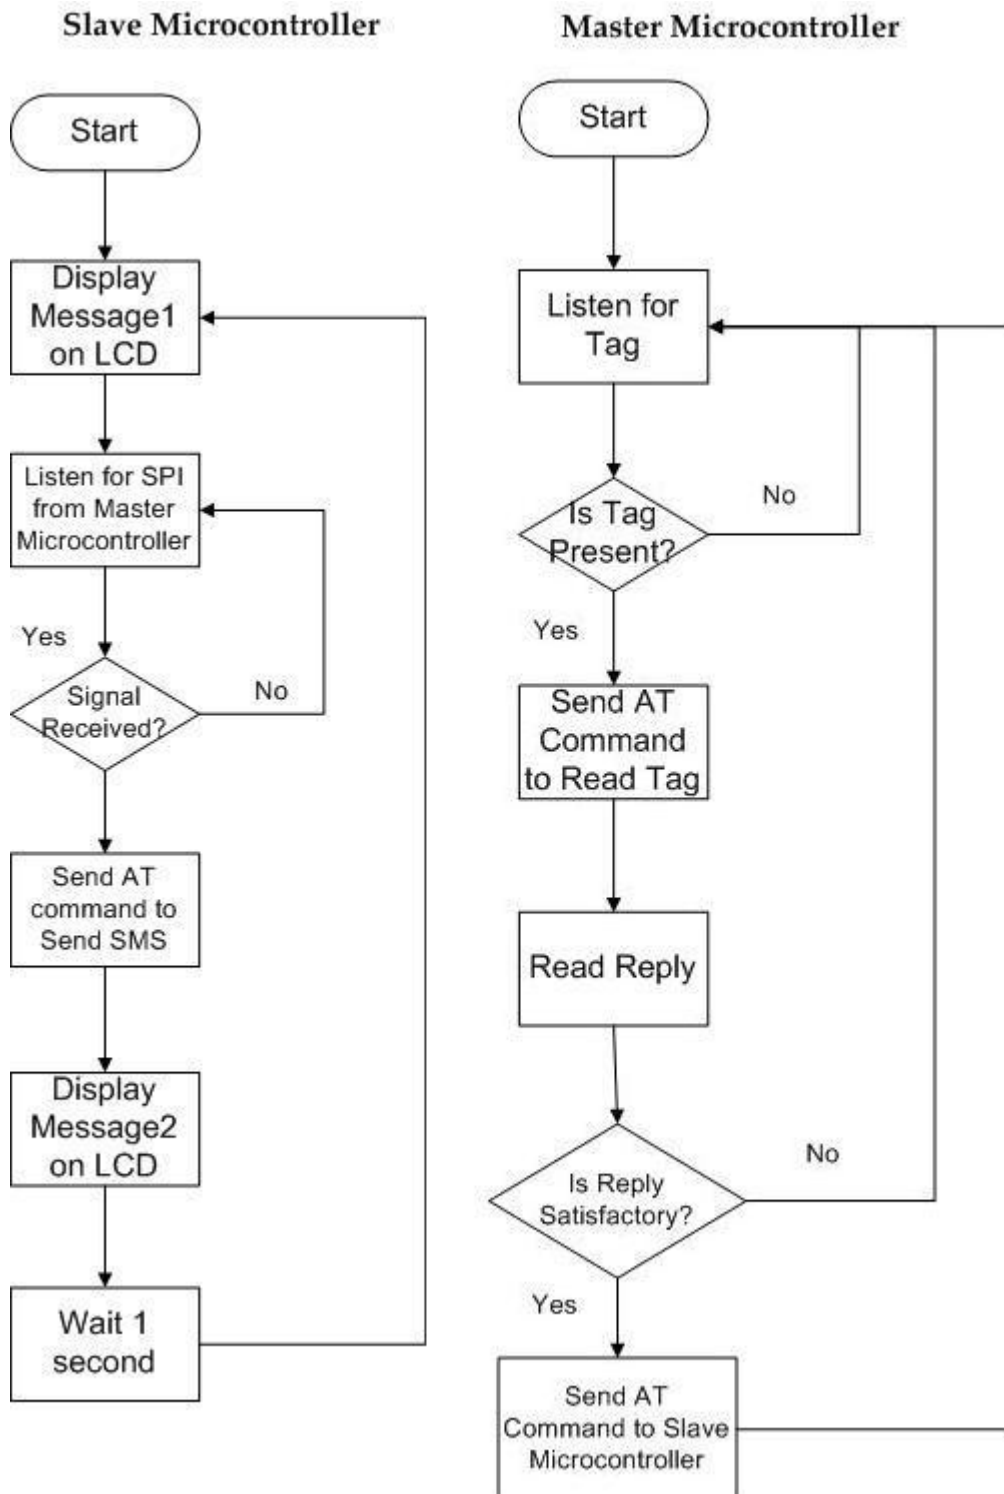 Slave Microcontroller
Start
Display
Message1
on LCD
Listen for SPI
from Master
Microcontroller
Yes
Signal
Received?
No
Send AT
command to
Send SMS
Display
Message2
on LCD
Wait 1
second
Master Microcontroller
Start
Listen for
Tag
Is Tag
Present?
No
Yes
Send AT
Command
to Read Tag
Read Reply
Is Reply
Satisfactory?
No
Yes
Send AT
Command to Slave
Microcontroller